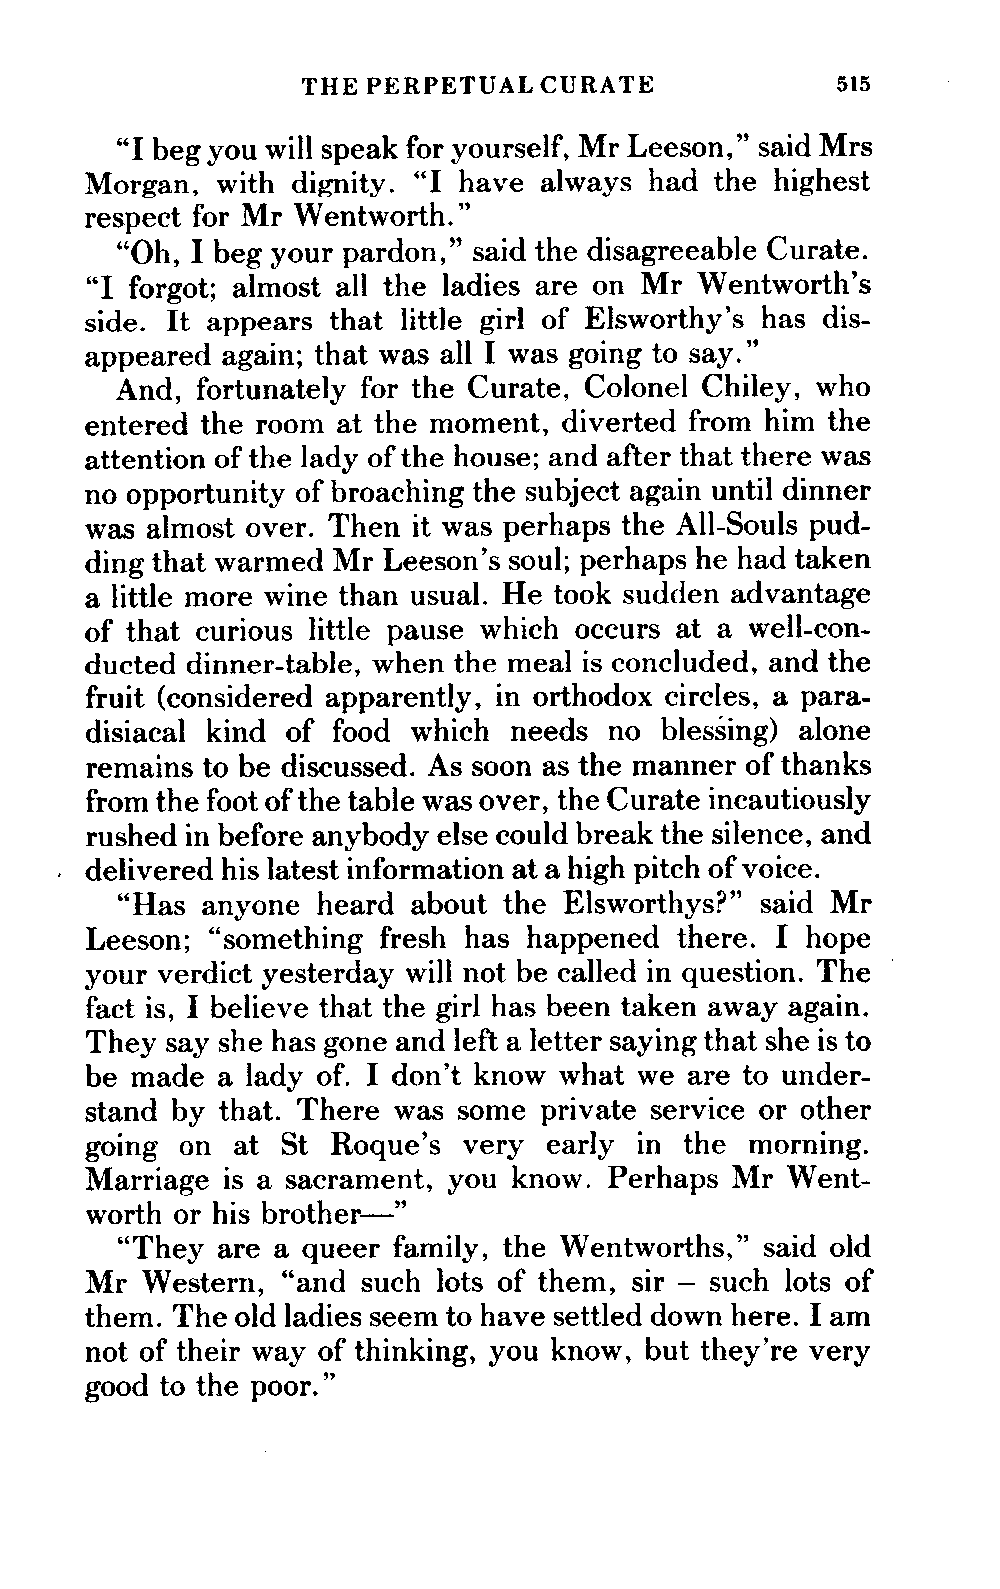 THE PERPETUAL CURATE 515
“I beg you will speak for yourself, Mr Leeson,” said Mrs
Morgan, with dignity. “I have always had the highest
respect for Mr Wentworth.”
“Oh, I beg your pardon,” said the disagreeable Curate.
“I forgot; almost all the ladies are on Mr Wentworth’s
side. It appears that little girl of Elsworthy’s has dis-
appeared again; that was all I was going to say.”
And, fortunately for the Curate, Colonel Chiley, who
entered the room at the moment, diverted from him the
attention of the lady of the house; and after that there was
no opportunity of broaching the subject again until dinner
was almost over. Then it was perhaps the All-Souls pud-
ding that warmed Mr Leeson’s soul; perhaps he had taken
a little more wine than usual. He took sudden advantage
of that curious little pause which occurs at a well-con-
ducted dinner-table, when the meal is concluded, and the
fruit (considered apparently, in orthodox circles, a para-
disiacal kind of food which needs no blessing) alone
remains to be discussed. As soon as the manner of thanks
from the foot of the table was over, the Curate incautiously
rushed in before anybody else could break the silence, and
delivered his latest information at a high pitch of voice.
“Has anyone heard about the Elsworthys?” said Mr
Leeson; “something fresh has happened there. I hope
your verdict yesterday will not be called in question. The
fact is, I believe that the girl has been taken away again.
They say she has gone and left a letter saying that she is to
be made a lady of. I don’t know what we are to under-
stand by that. There was some private service or other
going on at St Roque’s very early in the morning.
Marriage is a sacrament, you know. Perhaps Mr Went-
worth or his brother—”
“They are a queer family, the Wentworths,” said old
Mr Western, “and such lots of them, sir – such lots of
them. The old ladies seem to have settled down here. I am
not of their way of thinking, you know, but they’re very
good to the poor.”